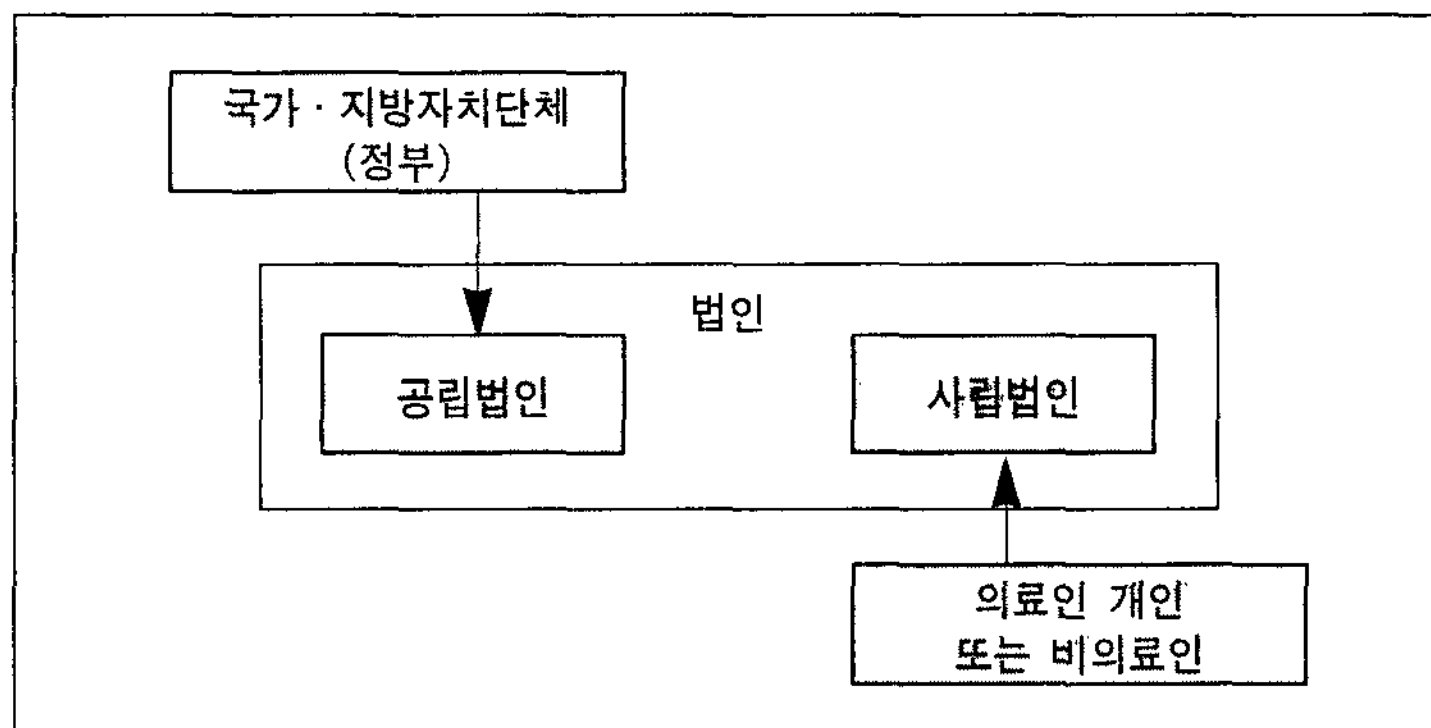 국가 · 지방자치단체
(정부)
법인
공립법인
사립법인
의료인 개인
또는 비의료인